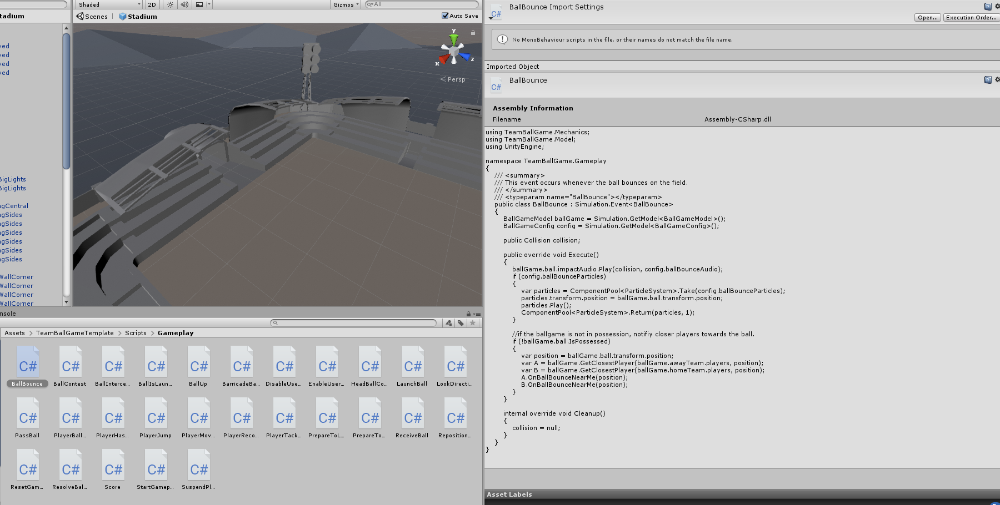 Shaded
2D
Gizmos
All
tadium
Scenes
Stadium
Auto Save
y
x
z
Persp
ved
ved
ved
ved
BigLights
BigLights
ngCentral
ngSides
ngSides
ngSides
ngSides
ngSides
ngSides
WallCorner
WallCorner
WallCorner
WallCorner
nsole
Assets > TeamBallGameTemplate > Scripts > Gameplay
C# C# C# C# C# C# C# C# C# C# C#
BallBounce BallContest BallInterce... BallIsLaun... BallUp BarricadeBa... DisableUse... EnableUser... HeadBallCo... LaunchBall LookDirecti...
C# C# C# C# C# C# C# C# C# C# C#
PassBall PlayerBall... PlayerHas... PlayerJump PlayerMov... PlayerReco... PlayerTack... PrepareToL... PrepareTo... ReceiveBall Reposition...
C# C# C# C# C#
ResetGam... ResolveBal... Score StartGamep... SuspendPl...
C#
BallBounce Import Settings
Open...
Execution Order...
No MonoBehaviour scripts in the file, or their names do not match the file name.
Imported Object
C#
BallBounce
Assembly Information
Filename Assembly-CSharp.dll
using TeamBallGame.Mechanics;
using TeamBallGame.Model;
using UnityEngine;
namespace TeamBallGame.Gameplay
{
/// <summary>
/// This event occurs whenever the ball bounces on the field.
/// </summary>
/// <typeparam name="BallBounce"></typeparam>
public class BallBounce : Simulation.Event<BallBounce>
{
BallGameModel ballGame = Simulation.GetModel<BallGameModel>();
BallGameConfig config = Simulation.GetModel<BallGameConfig>();
public Collision collision;
public override void Execute()
{
ballGame.ball.impactAudio.Play(collision, config.ballBounceAudio);
if (config.ballBounceParticles)
{
var particles = ComponentPool<ParticleSystem>.Take(config.ballBounceParticles);
particles.transform.position = ballGame.ball.transform.position;
particles.Play();
ComponentPool<ParticleSystem>.Return(particles, 1);
}
//if the ballgame is not in possession, notifiy closer players towards the ball.
if (!ballGame.ball.IsPossessed)
{
var position = ballGame.ball.transform.position;
var A = ballGame.GetClosestPlayer(ballGame.awayTeam.players, position);
var B = ballGame.GetClosestPlayer(ballGame.homeTeam.players, position);
A.OnBallBounceNearMe(position);
B.OnBallBounceNearMe(position);
}
}
internal override void Cleanup()
{
collision = null;
}
}
}
Asset Labels